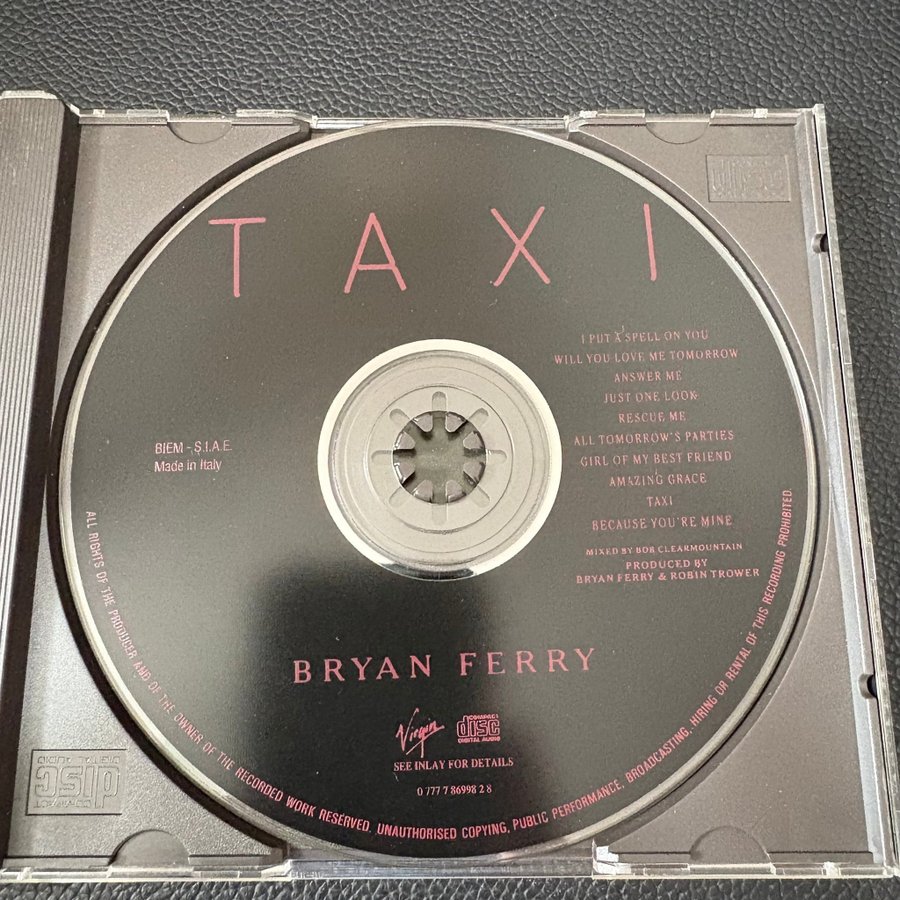 TAXI
I PUT A SPELL ON YOU
WILL YOU LOVE ME TOMORROW
ANSWER ME
JUST ONE LOOK
RESCUE ME
ALL TOMORROW'S PARTIES
GIRL OF MY BEST FRIEND
AMAZING GRACE
TAXI
BECAUSE YOU'RE MINE
MIXED BY BOB CLEARMOUNTAIN
PRODUCED BY
BRYAN FERRY & ROBIN TROWER
BIEM - S.I.A.E.
Made in Italy
BRYAN FERRY
Virgin
COMPACT
disc
DIGITAL AUDIO
SEE INLAY FOR DETAILS
0 777 7 86998 2 8
ALL RIGHTS OF THE PRODUCER AND OF THE OWNER OF THE RECORDED WORK RESERVED. UNAUTHORISED COPYING, PUBLIC PERFORMANCE, BROADCASTING, HIRING OR RENTAL OF THIS RECORDING PROHIBITED.
disc
disc